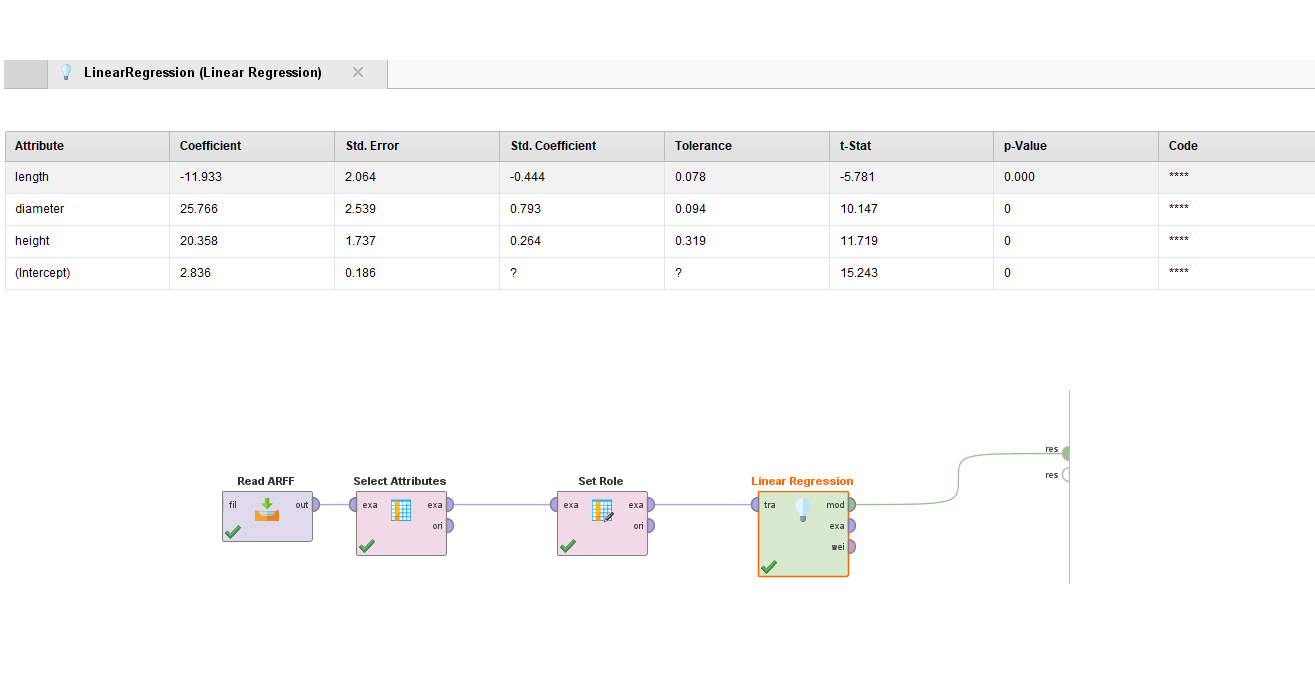 LinearRegression (Linear Regression)
Attribute Coefficient Std. Error Std. Coefficient Tolerance t-Stat p-Value Code
length -11.933 2.064 -0.444 0.078 -5.781 0.000 ****
diameter 25.766 2.539 0.793 0.094 10.147 0 ****
height 20.358 1.737 0.264 0.319 11.719 0 ****
(Intercept) 2.836 0.186 ? ? 15.243 0 ****
res
res
Read ARFF Select Attributes Set Role Linear Regression
fil out exa exa exa exa tra mod
ori ori exa
wei